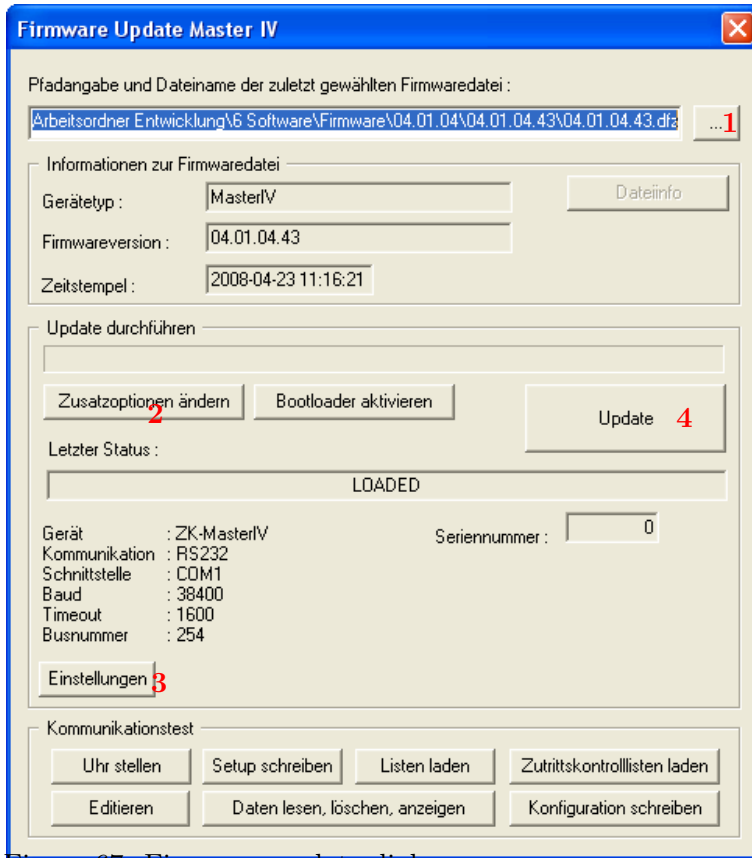 Firmware Update Master IV
Pfadangabe und Dateiname der zuletzt gewählten Firmwaredatei :
Arbeitsordner Entwicklung\6 Software\Firmware\04.01.04\04.01.04.43\04.01.04.43.dfz
... 1
Informationen zur Firmwaredatei
Gerätetyp : MasterIV
Dateiinfo
Firmwareversion : 04.01.04.43
Zeitstempel : 2008-04-23 11:16:21
Update durchführen
Zusatzoptionen ändern 2
Bootloader aktivieren
Update 4
Letzter Status :
LOADED
Gerät : ZK-MasterIV
Seriennummer : 0
Kommunikation : RS232
Schnittstelle : COM1
Baud : 38400
Timeout : 1600
Busnummer : 254
Einstellungen 3
Kommunikationstest
Uhr stellen Setup schreiben Listen laden Zutrittskontrolllisten laden
Editieren Daten lesen, löschen, anzeigen Konfiguration schreiben